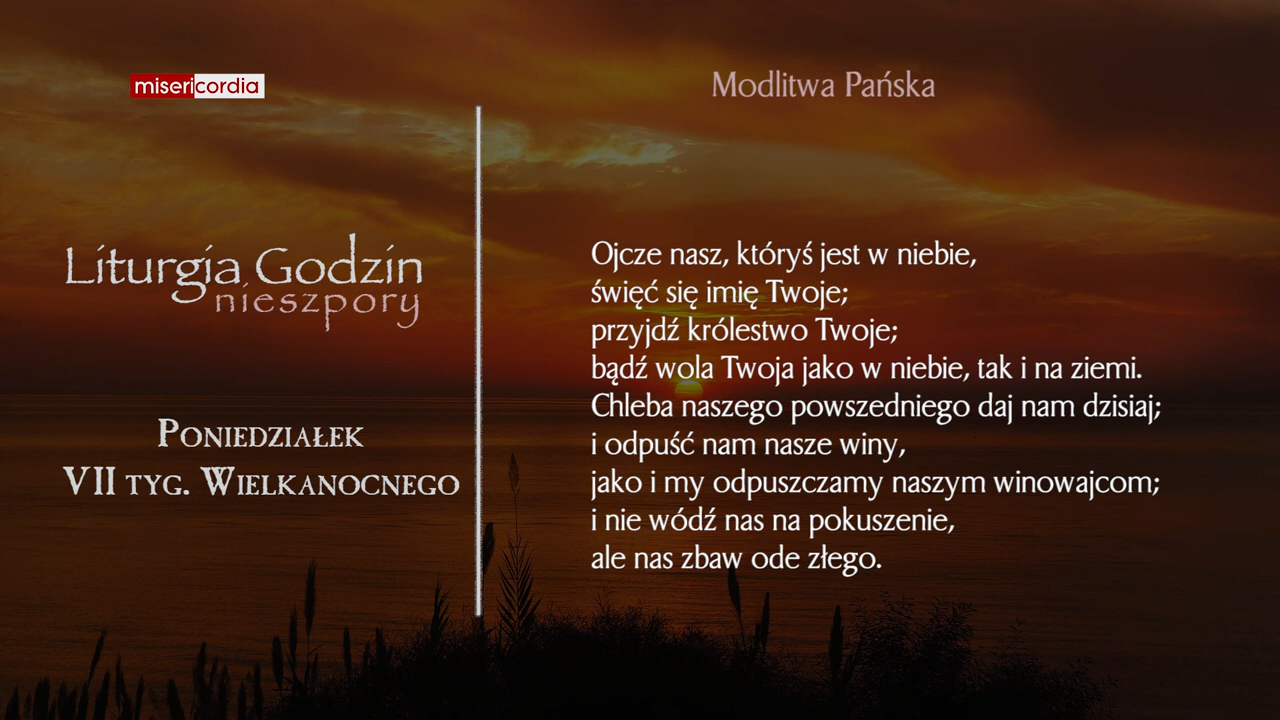 misericordia
Liturgia Godzin
nieszpory
Poniedziałek
VII tyg. Wielkanocnego
Modlitwa Pańska
Ojcze nasz, któryś jest w niebie,
święć się imię Twoje;
przyjdź królestwo Twoje;
bądź wola Twoja jako w niebie, tak i na ziemi.
Chleba naszego powszedniego daj nam dzisiaj;
i odpuść nam nasze winy,
jako i my odpuszczamy naszym winowajcom;
i nie wódź nas na pokuszenie,
ale nas zbaw ode złego.